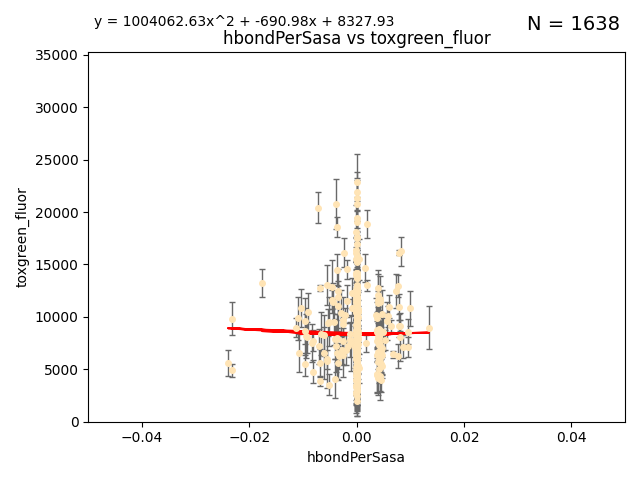 y = 1004062.63x^2 + -690.98x + 8327.93
N = 1638
hbondPerSasa vs toxgreen_fluor
35000
30000
25000
20000
15000
10000
5000
0
toxgreen_fluor
−0.04
−0.02
0.00
0.02
0.04
hbondPerSasa